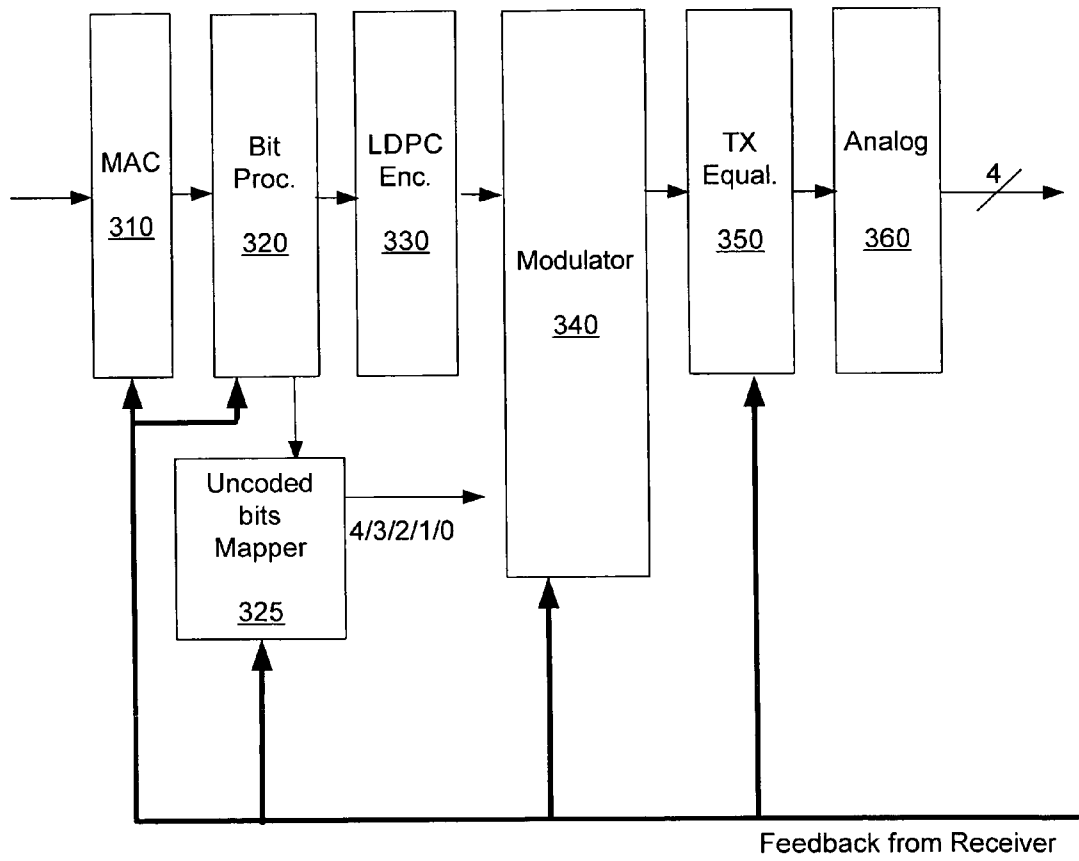 MAC
310
Bit
Proc.
320
LDPC
Enc.
330
Modulator
340
TX
Equal.
350
Analog
360
4
Uncoded
bits
Mapper
325
4/3/2/1/0
Feedback from Receiver